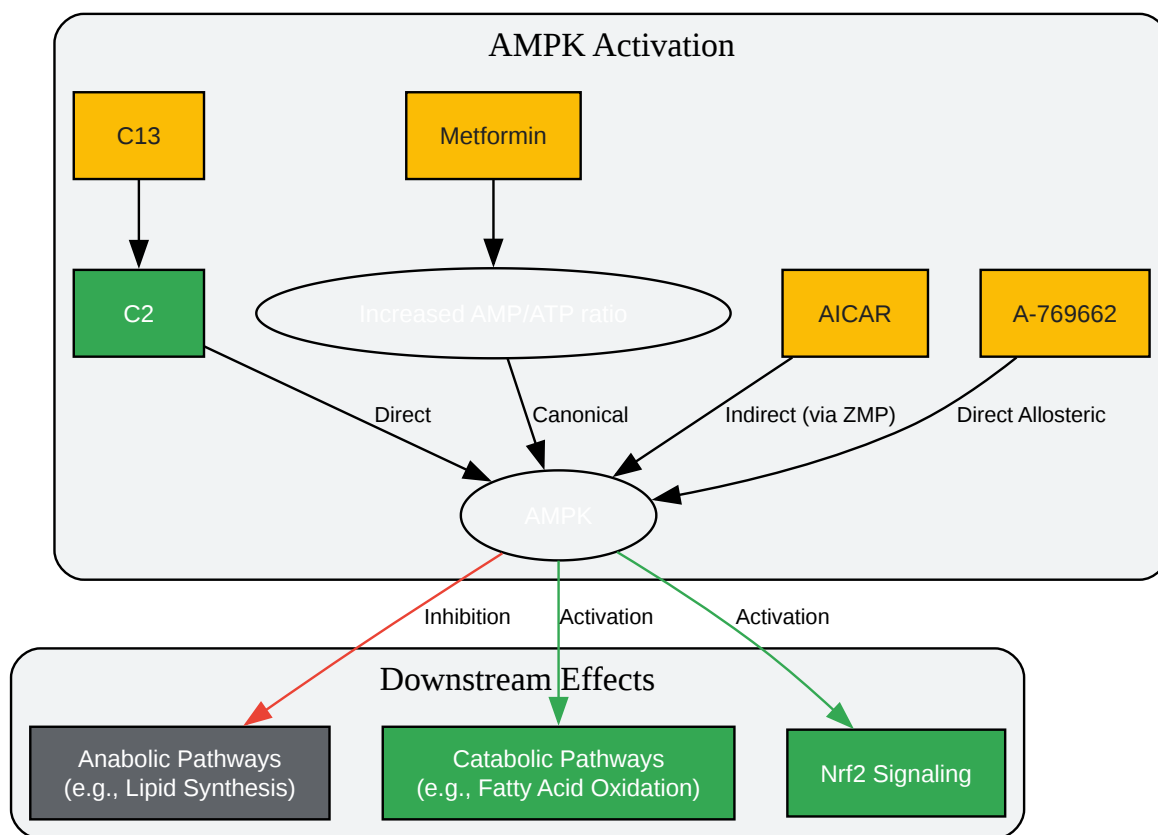 AMPK Activation
C13
Metformin
C2
Increased AMP/ATP ratio
AICAR
A-769662
Direct
Canonical
Indirect (via ZMP)
Direct Allosteric
AMPK
Inhibition
Activation
Activation
Downstream Effects
Anabolic Pathways
(e.g., Lipid Synthesis)
Catabolic Pathways
(e.g., Fatty Acid Oxidation)
Nrf2 Signaling